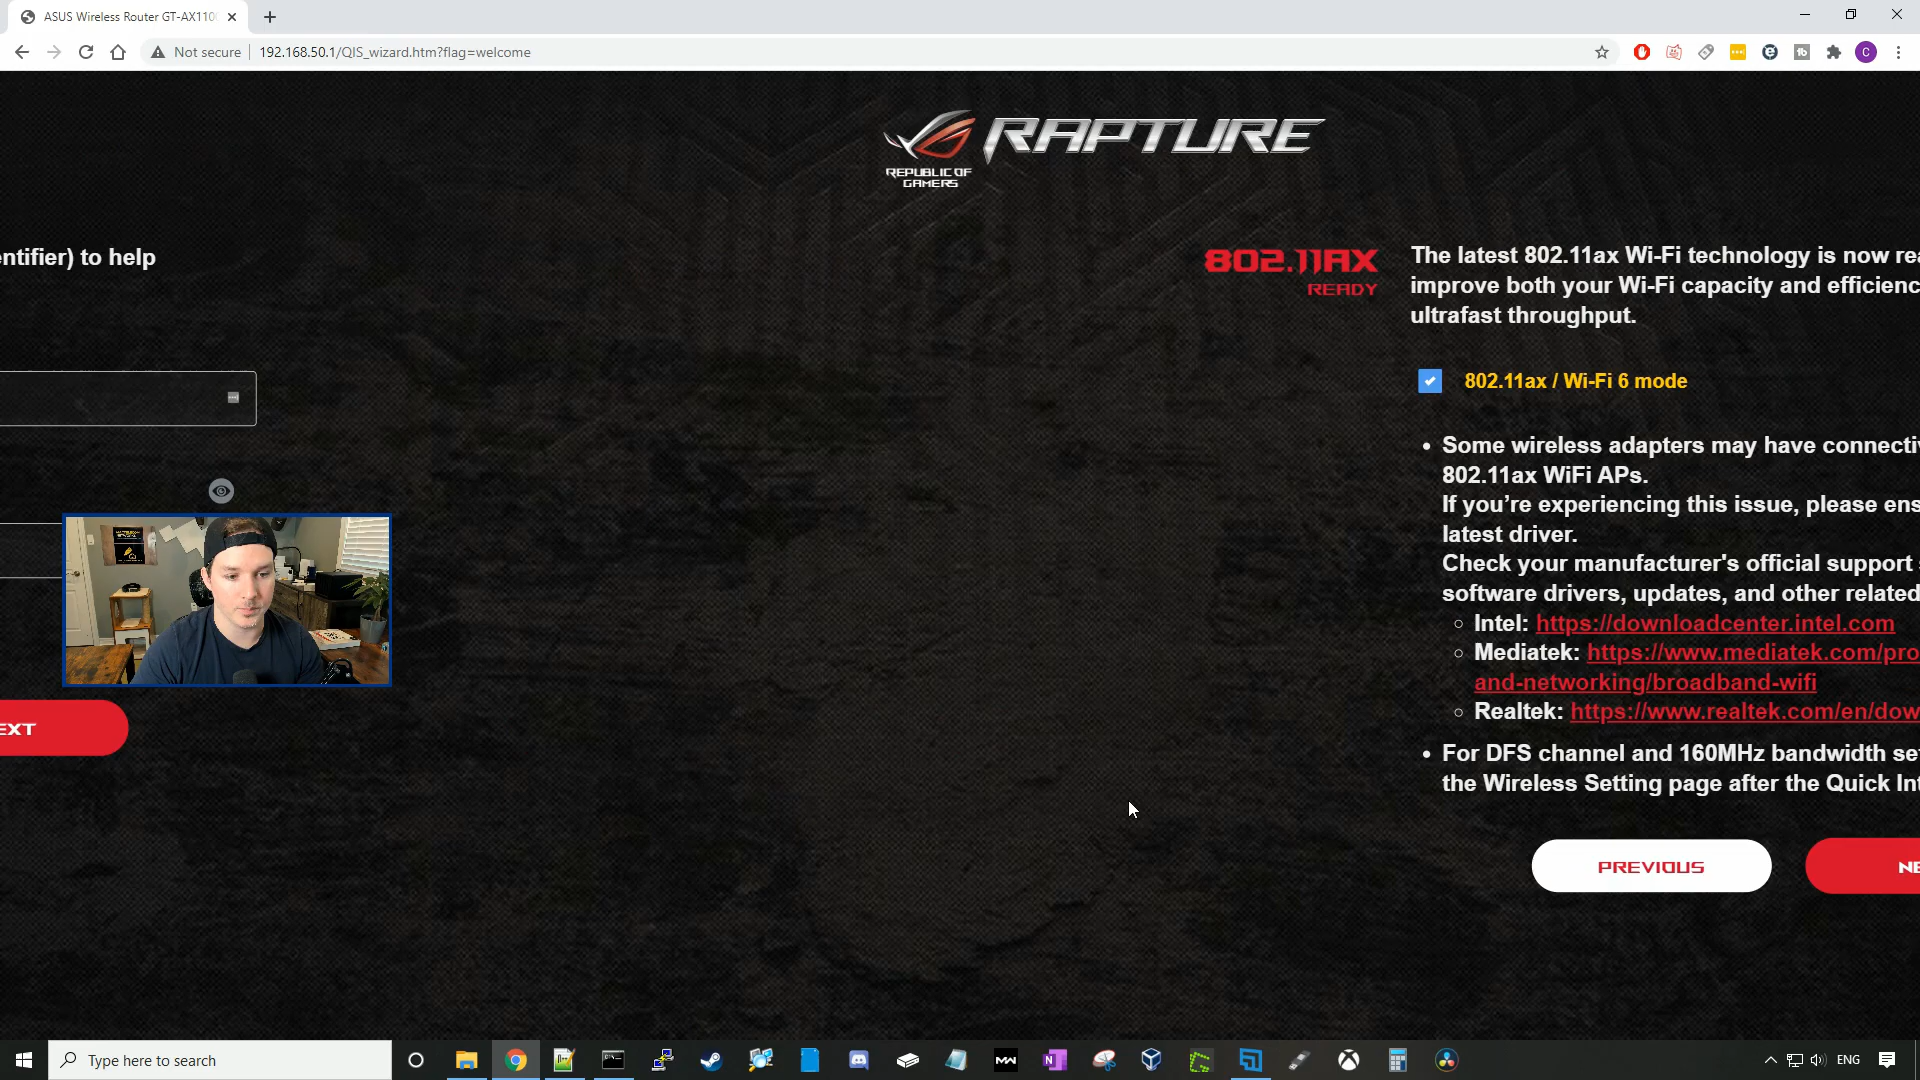 ASUS Wireless Router GT-AX1100
Not secure
192.168.50.1/QIS_wizard.htm?flag=welcome
RAPTURE
REPUBLIC OF
GAMERS
entifier) to help
EXT
802.11AX
READY
The latest 802.11ax Wi-Fi technology is now rea
improve both your Wi-Fi capacity and efficienc
ultrafast throughput.
802.11ax / Wi-Fi 6 mode
• Some wireless adapters may have connectiv
802.11ax WiFi APs.
If you’re experiencing this issue, please ens
latest driver.
Check your manufacturer's official support s
software drivers, updates, and other related
Intel: https://downloadcenter.intel.com
Mediatek: https://www.mediatek.com/pro
and-networking/broadband-wifi
Realtek: https://www.realtek.com/en/dow
• For DFS channel and 160MHz bandwidth set
the Wireless Setting page after the Quick Int
PREVIOUS
NE
Type here to search
ENG